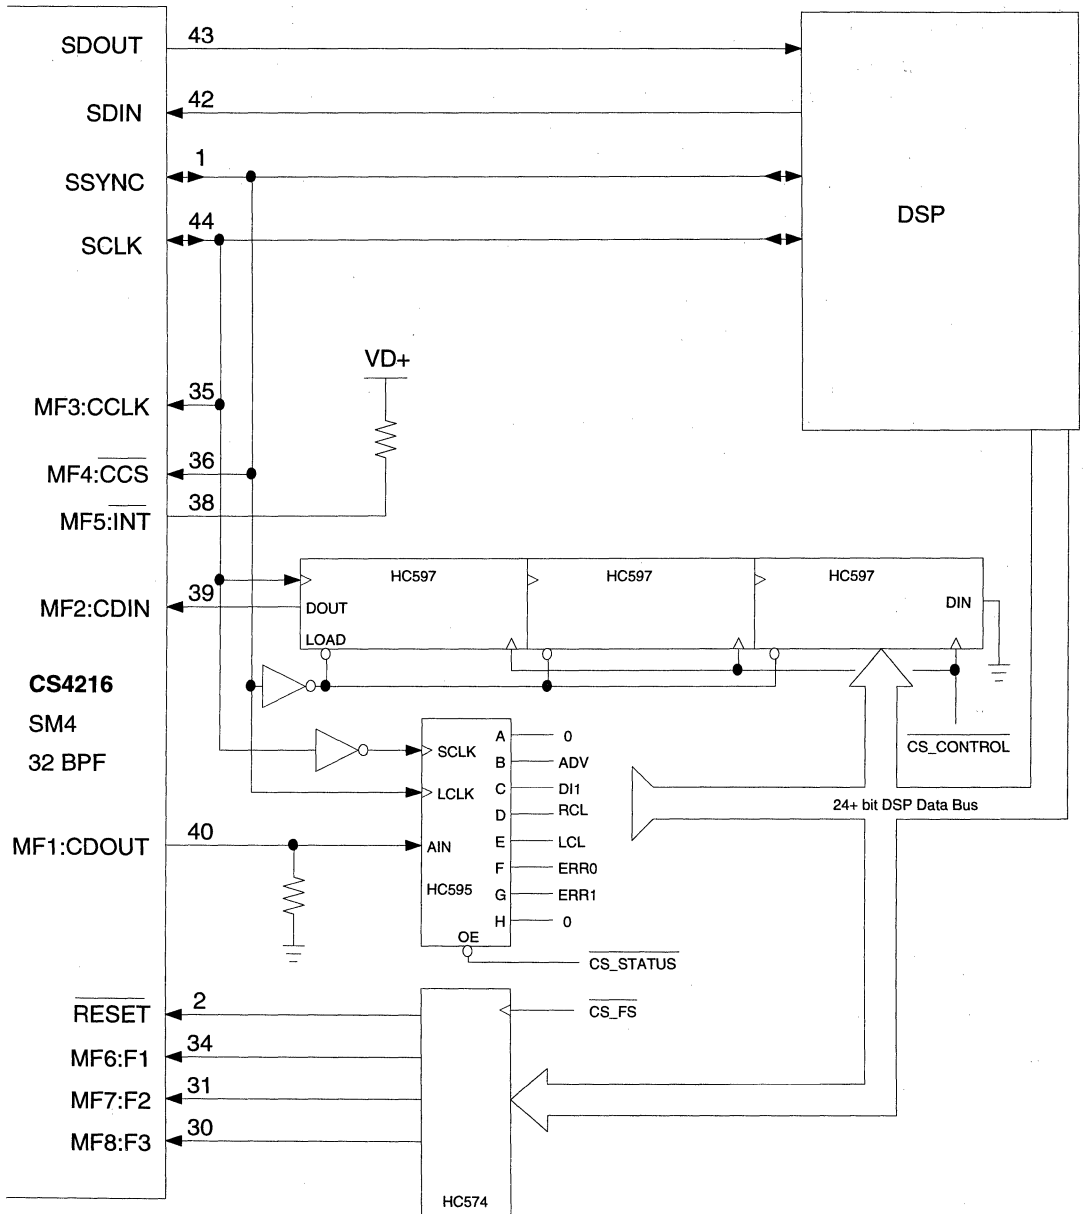 SDOUT 43
SDIN 42
SSYNC 1
SCLK 44
DSP
VD+
MF3:CCLK 35
MF4:CCS 36
MF5:INT 38
HC597 HC597 HC597
MF2:CDIN 39
DOUT
DIN
LOAD
CS4216
SM4
32 BPF
CS_CONTROL
SCLK
LCLK
AIN
HC595
OE
A 0
B ADV
C DI1
D RCL
E LCL
F ERR0
G ERR1
H 0
24+ bit DSP Data Bus
MF1:CDOUT 40
CS_STATUS
RESET 2
CS_FS
MF6:F1 34
MF7:F2 31
MF8:F3 30
HC574